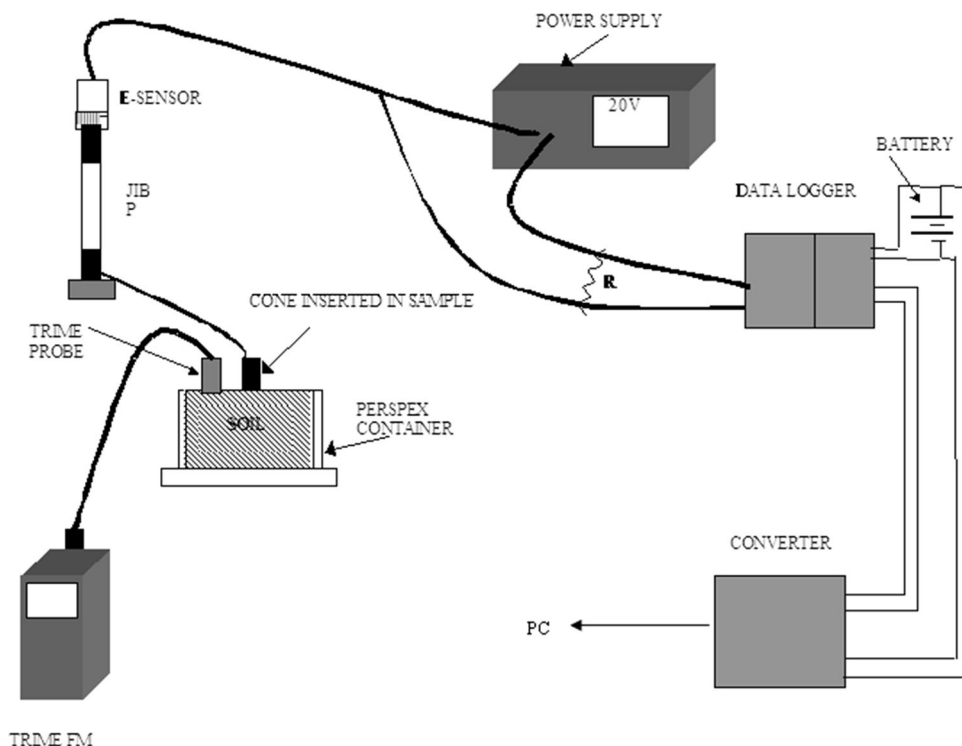 POWER SUPPLY
E-SENSOR
20V
BATTERY
JIB
P
DATA LOGGER
R
CONE INSERTED IN SAMPLE
TRIME
PROBE
SOIL
PERSPEX
CONTAINER
CONVERTER
PC
TRIME FM